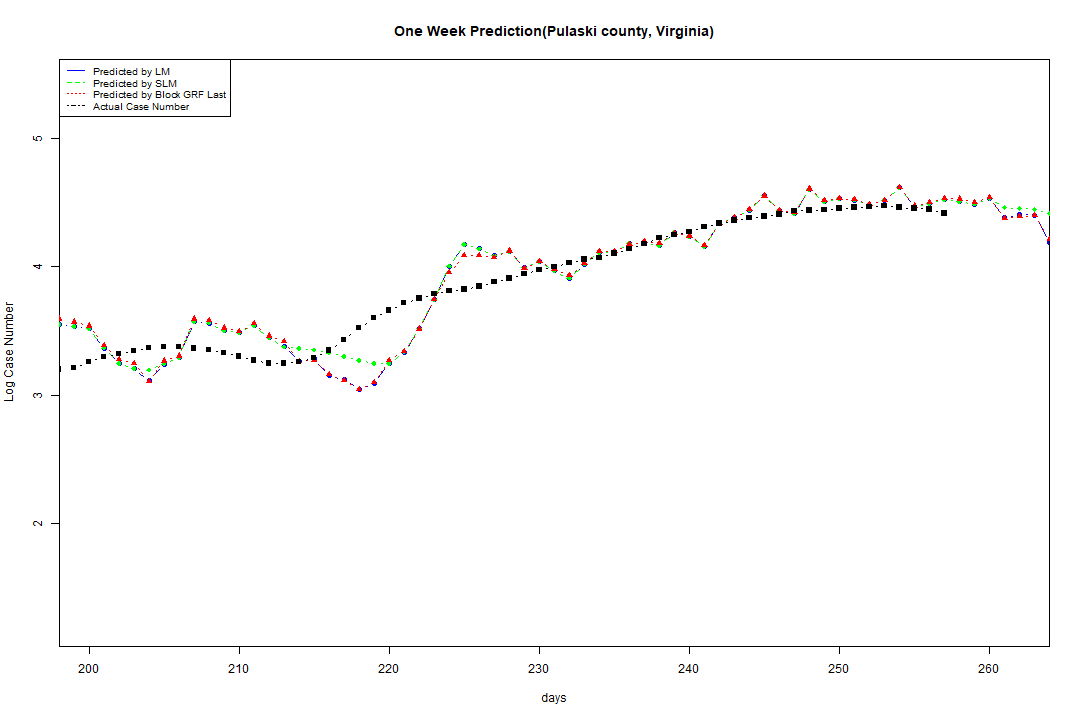 One Week Prediction(Pulaski county, Virginia)
Predicted by LM
Predicted by SLM
Predicted by Block GRF Last
Actual Case Number
5
4
3
2
Log Case Number
200 210 220 230 240 250 260
days